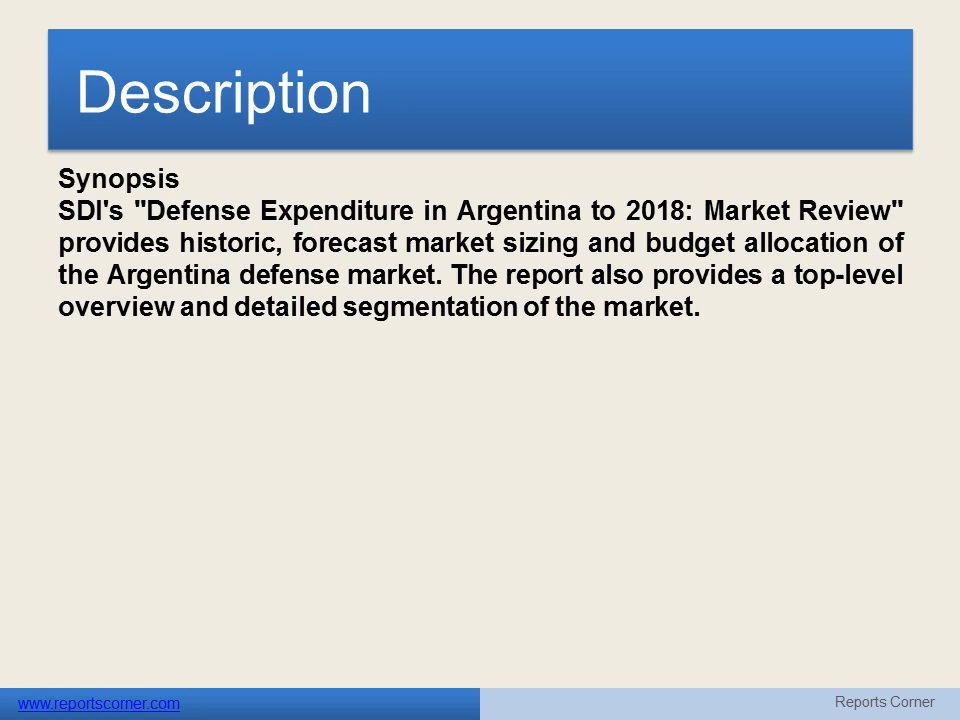 Description
Synopsis
SDI's "Defense Expenditure in Argentina to 2018: Market Review"
provides historic, forecast market sizing and budget allocation of
the Argentina defense market. The report also provides a top-level
overview and detailed segmentation of the market.
www.reportscorner.com
Reports Corner